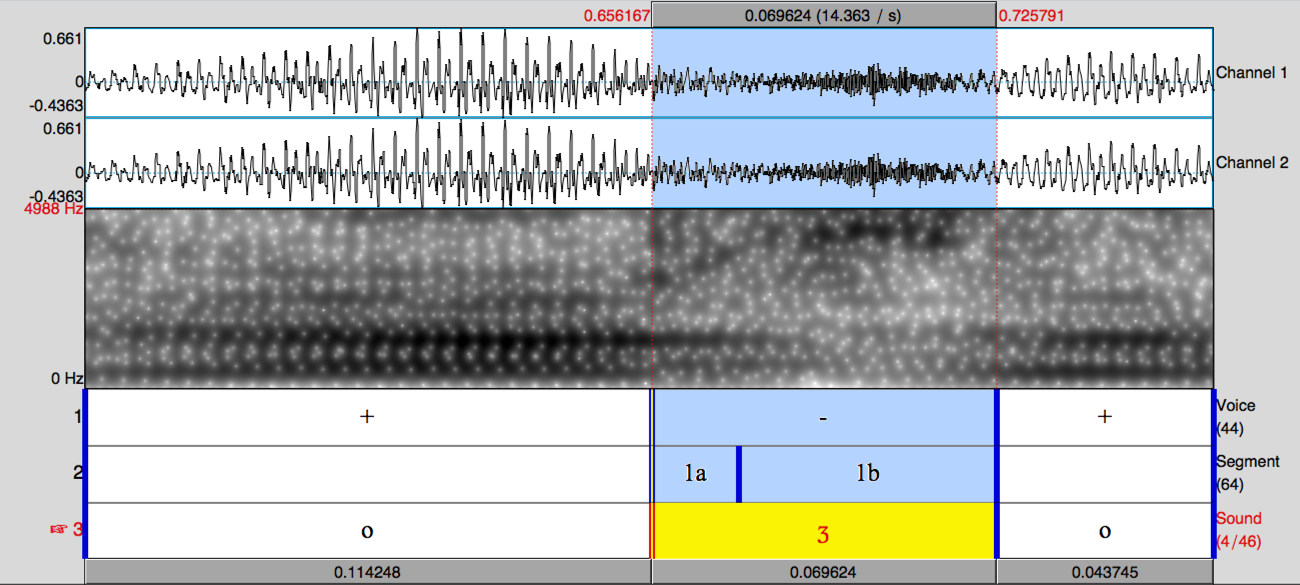 0.656167 0.069624 (14.363 / s) 0.725791
0.661
0
-0.4363
Channel 1
0.661
0
-0.4363
Channel 2
4988 Hz
0 Hz
1 + - + Voice
(44)
2 1a 1b Segment
(64)
☞ 3 o ʒ o Sound
(4/46)
0.114248 0.069624 0.043745